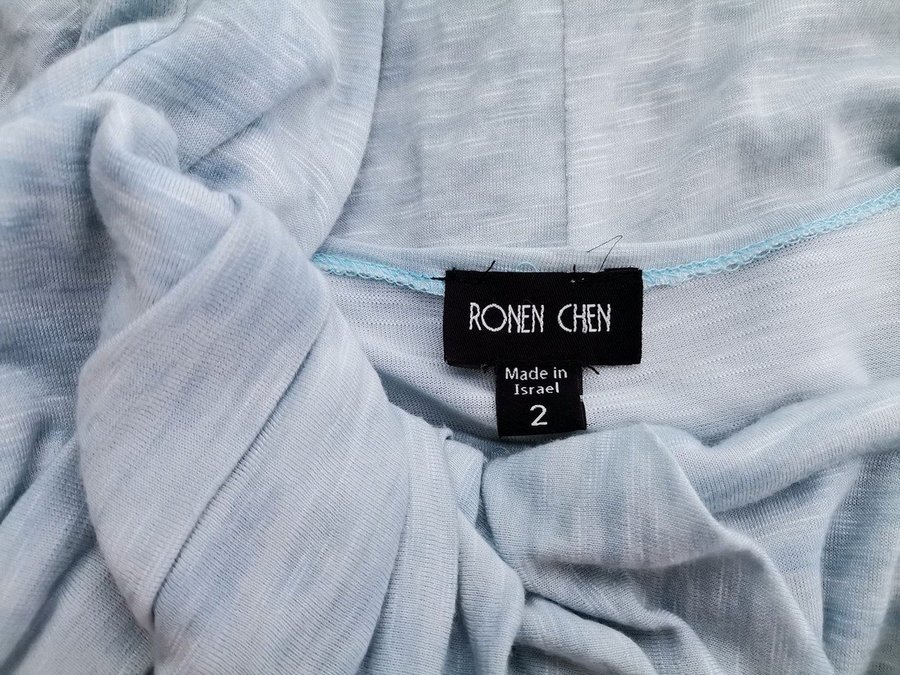 RONEN CHEN
Made in
Israel
2